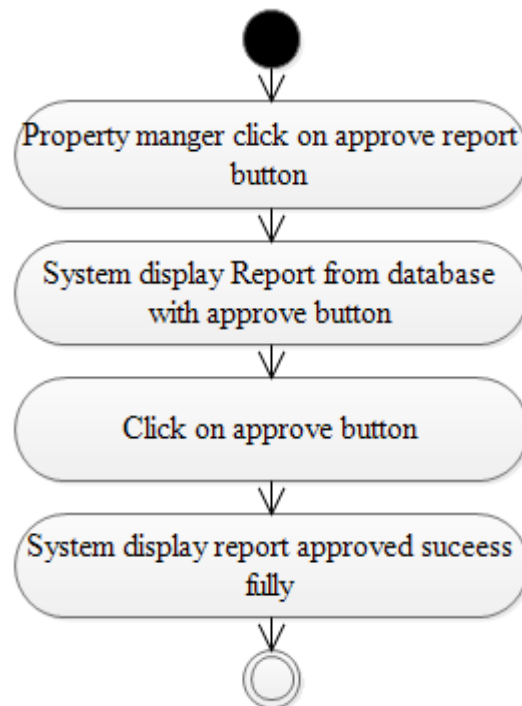 Property manger click on approve report
button
System display Report from database
with approve button
Click on approve button
System display report approved suceess
fully